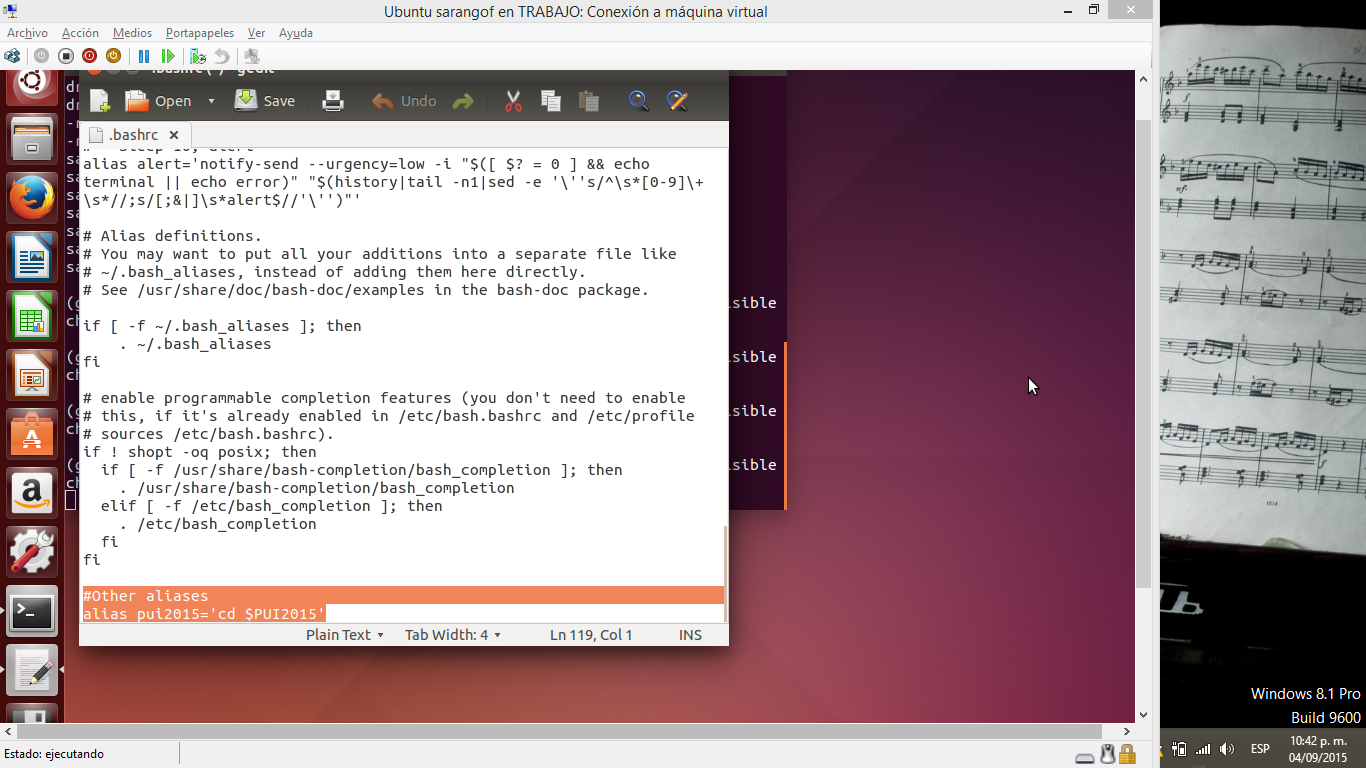 Ubuntu sarangof en TRABAJO: Conexión a máquina virtual
Archivo Acción Medios Portapapeles Ver Ayuda
Open Save Undo
.bashrc
alias alert='notify-send --urgency=low -i "$([ $? = 0 ] && echo
terminal || echo error)" "$(history|tail -n1|sed -e '\''s/^\s*[0-9]\+
\s*//;s/[;&|]\s*alert$//'\'')"'
# Alias definitions.
# You may want to put all your additions into a separate file like
# ~/.bash_aliases, instead of adding them here directly.
# See /usr/share/doc/bash-doc/examples in the bash-doc package.
if [ -f ~/.bash_aliases ]; then
. ~/.bash_aliases
fi
# enable programmable completion features (you don't need to enable
# this, if it's already enabled in /etc/bash.bashrc and /etc/profile
# sources /etc/bash.bashrc).
if ! shopt -oq posix; then
if [ -f /usr/share/bash-completion/bash_completion ]; then
. /usr/share/bash-completion/bash_completion
elif [ -f /etc/bash_completion ]; then
. /etc/bash_completion
fi
fi
#Other aliases
alias pui2015='cd $PUI2015'
Plain Text Tab Width: 4 Ln 119, Col 1 INS
sible
sible
sible
sible
Estado: ejecutando
Windows 8.1 Pro
Build 9600
ESP
10:42 p. m.
04/09/2015